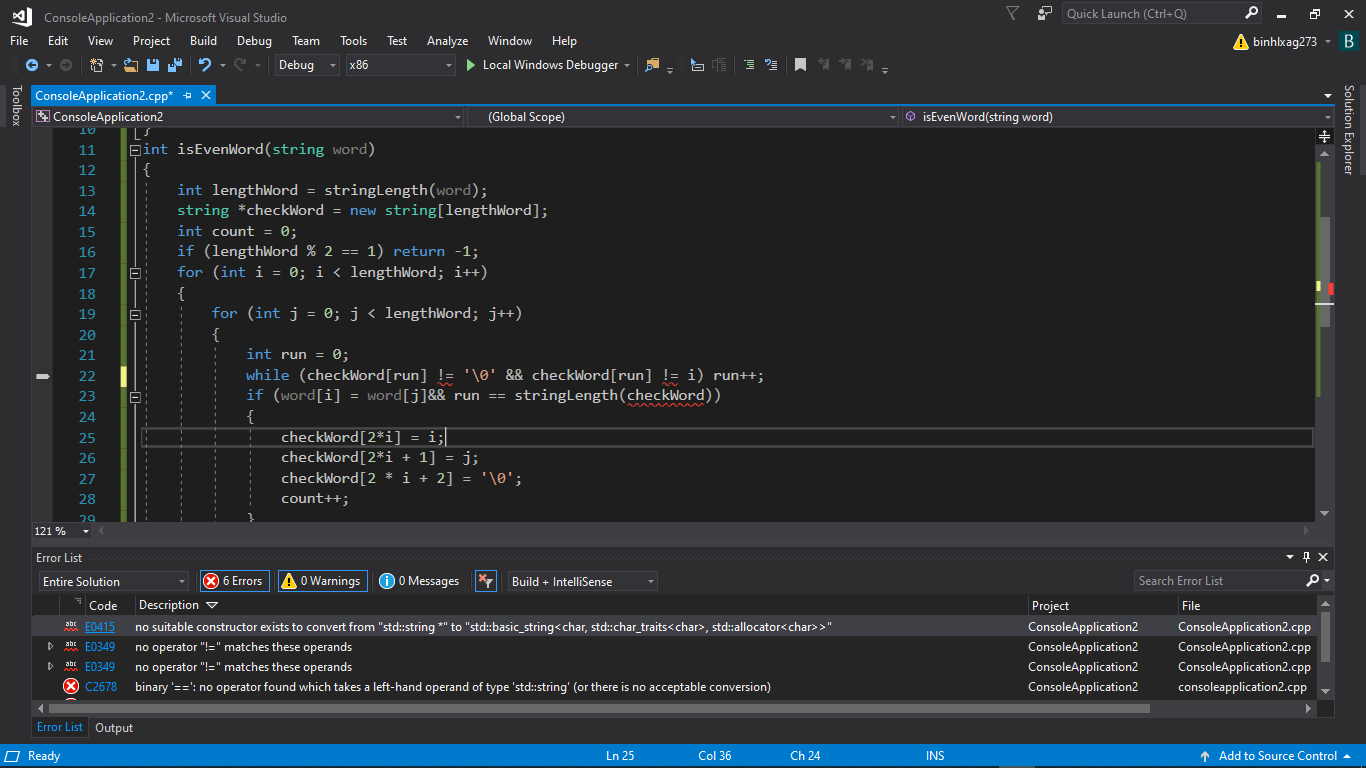 ConsoleApplication2 - Microsoft Visual Studio
Quick Launch (Ctrl+Q)
File Edit View Project Build Debug Team Tools Test Analyze Window Help
binhlxag273 B
Debug x86 Local Windows Debugger
Toolbox
ConsoleApplication2.cpp*
Solution Explorer
ConsoleApplication2 (Global Scope) isEvenWord(string word)
10 }
11 int isEvenWord(string word)
12 {
13 int lengthWord = stringLength(word);
14 string *checkWord = new string[lengthWord];
15 int count = 0;
16 if (lengthWord % 2 == 1) return -1;
17 for (int i = 0; i < lengthWord; i++)
18 {
19 for (int j = 0; j < lengthWord; j++)
20 {
21 int run = 0;
22 while (checkWord[run] != '\0' && checkWord[run] != i) run++;
23 if (word[i] = word[j]&& run == stringLength(checkWord))
24 {
25 checkWord[2*i] = i;
26 checkWord[2*i + 1] = j;
27 checkWord[2 * i + 2] = '\0';
28 count++;
29 }
121 %
Error List
Entire Solution 6 Errors 0 Warnings 0 Messages Build + IntelliSense Search Error List
Code Description Project File
abc E0415 no suitable constructor exists to convert from "std::string *" to "std::basic_string<char, std::char_traits<char>, std::allocator<char>>" ConsoleApplication2 ConsoleApplication2.cpp
abc E0349 no operator "!=" matches these operands ConsoleApplication2 ConsoleApplication2.cpp
abc E0349 no operator "!=" matches these operands ConsoleApplication2 ConsoleApplication2.cpp
C2678 binary '==': no operator found which takes a left-hand operand of type 'std::string' (or there is no acceptable conversion) ConsoleApplication2 consoleapplication2.cpp
Error List Output
Ready Ln 25 Col 36 Ch 24 INS Add to Source Control